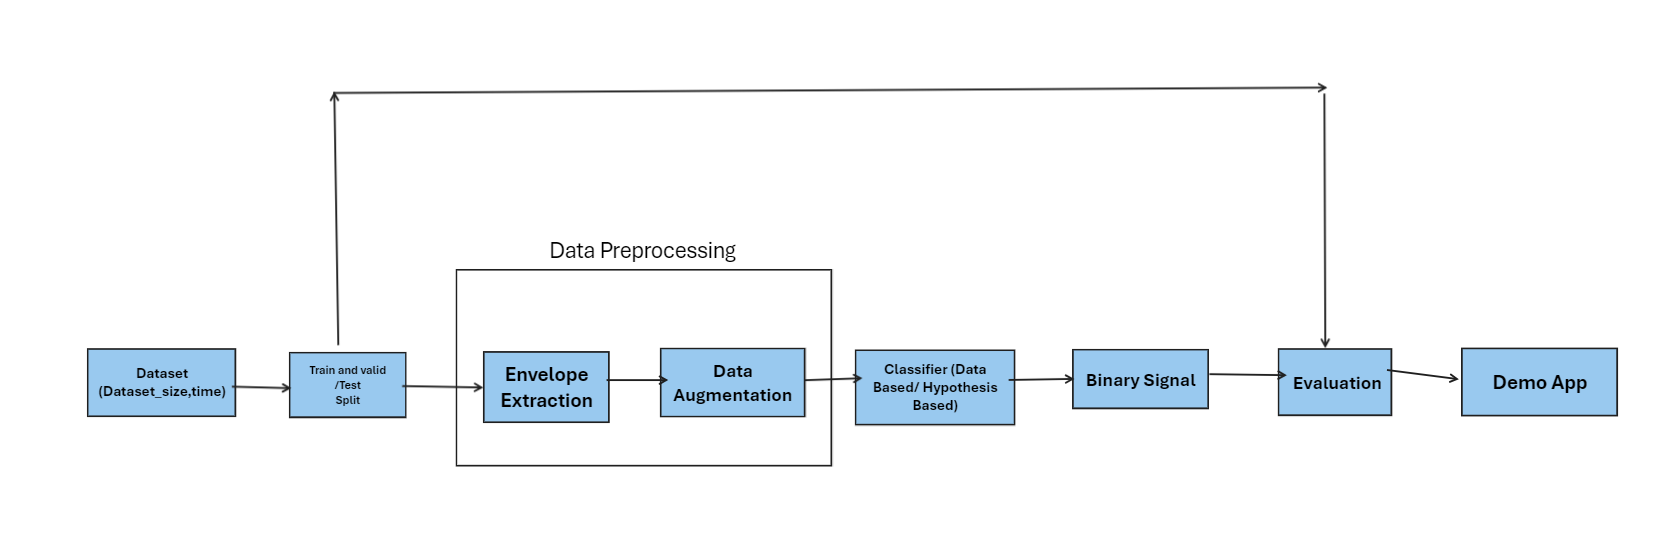 Data Preprocessing
Dataset
(Dataset_size,time)
Train and valid
/Test
Split
Envelope
Extraction
Data
Augmentation
Classifier (Data
Based/ Hypothesis
Based)
Binary Signal
Evaluation
Demo App